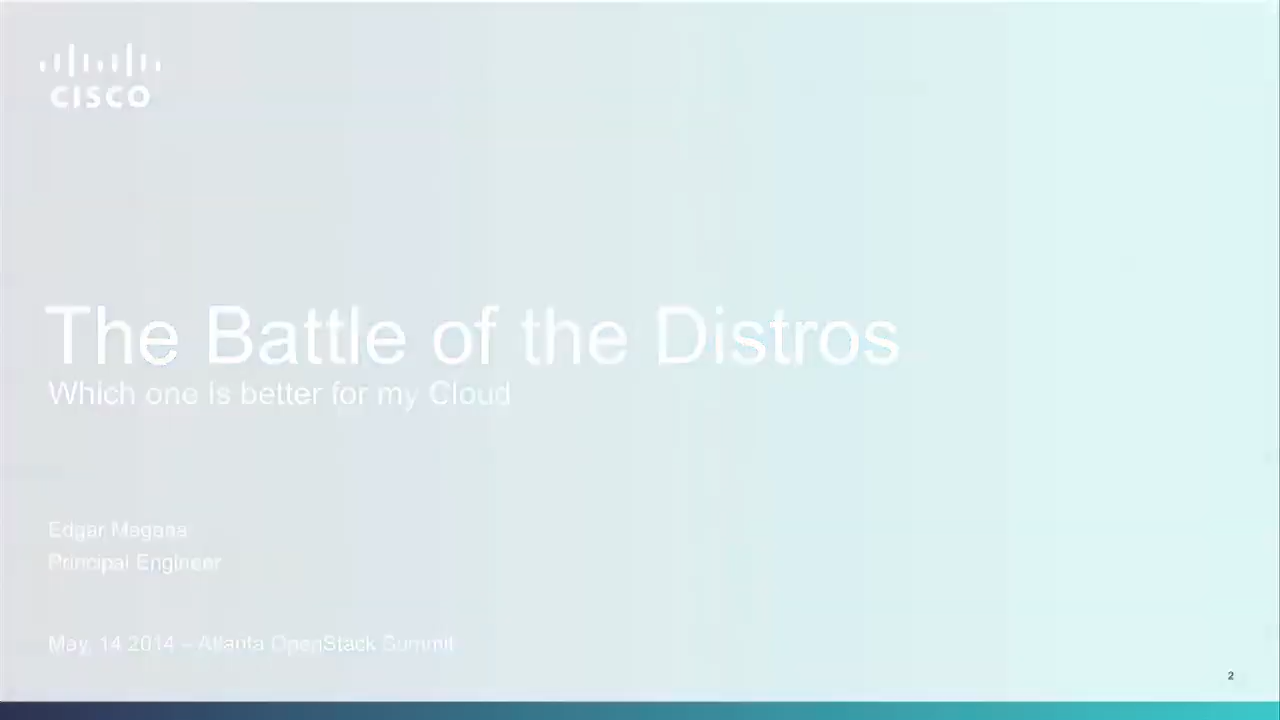 CISCO
The Battle of the Distros
Which one is better for my Cloud
Edgar Magana
Principal Engineer
May, 14 2014 – Atlanta OpenStack Summit
2